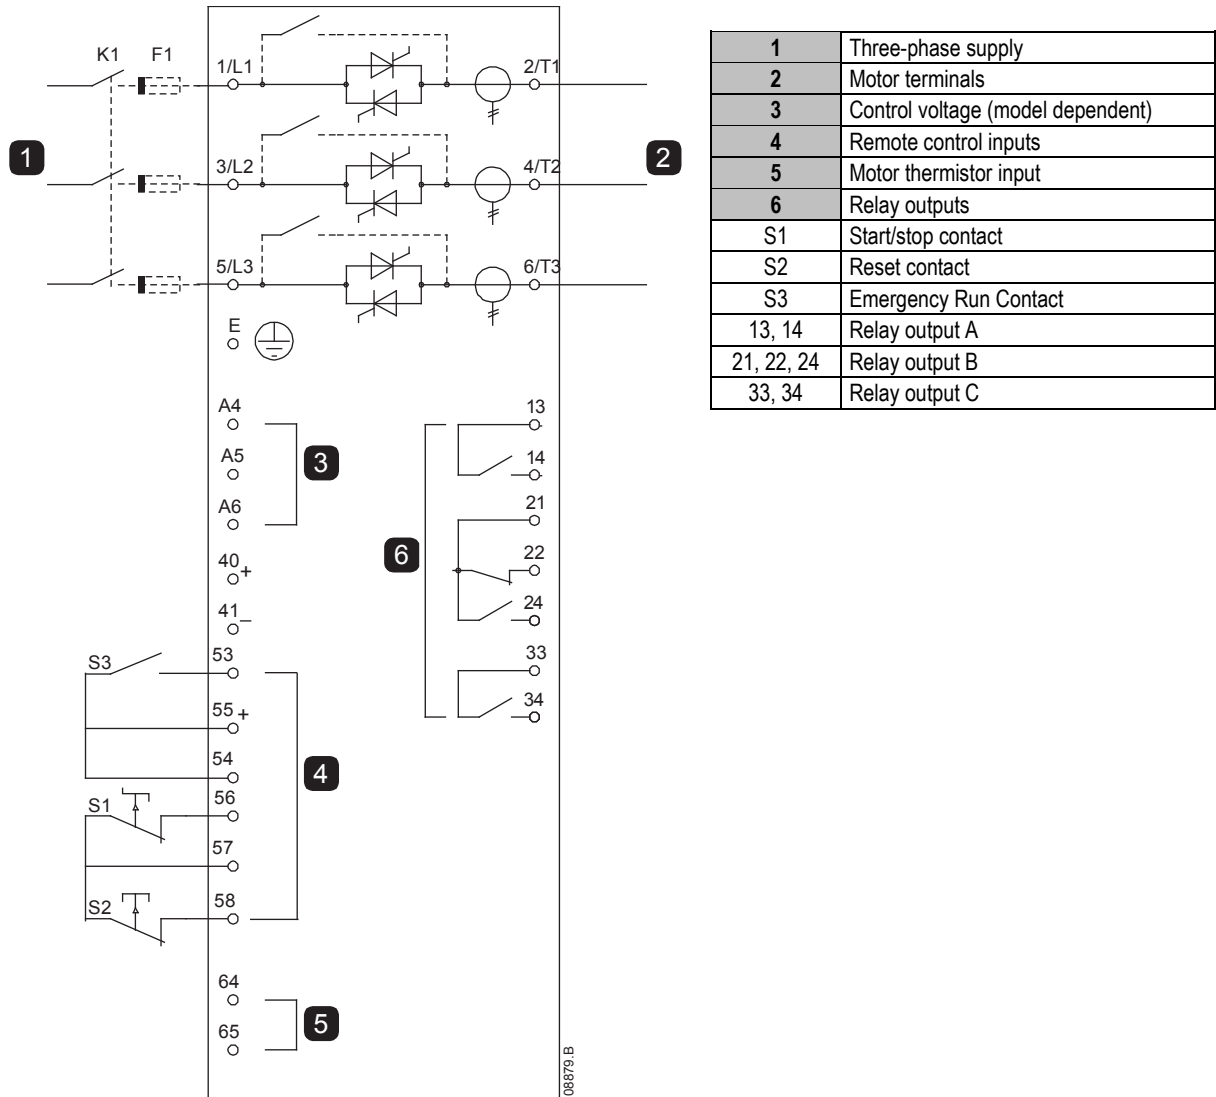 K1 F1
1/L1 2/T1
1
3/L2 4/T2
2
5/L3 6/T3
E
A4
A5
A6
3
40 +
41 –
S3 53
55 +
54
4
S1 56
57
S2 58
64
65
5
13
14
21
22
24
33
34
6
08879.B
1 Three-phase supply
2 Motor terminals
3 Control voltage (model dependent)
4 Remote control inputs
5 Motor thermistor input
6 Relay outputs
S1 Start/stop contact
S2 Reset contact
S3 Emergency Run Contact
13, 14 Relay output A
21, 22, 24 Relay output B
33, 34 Relay output C